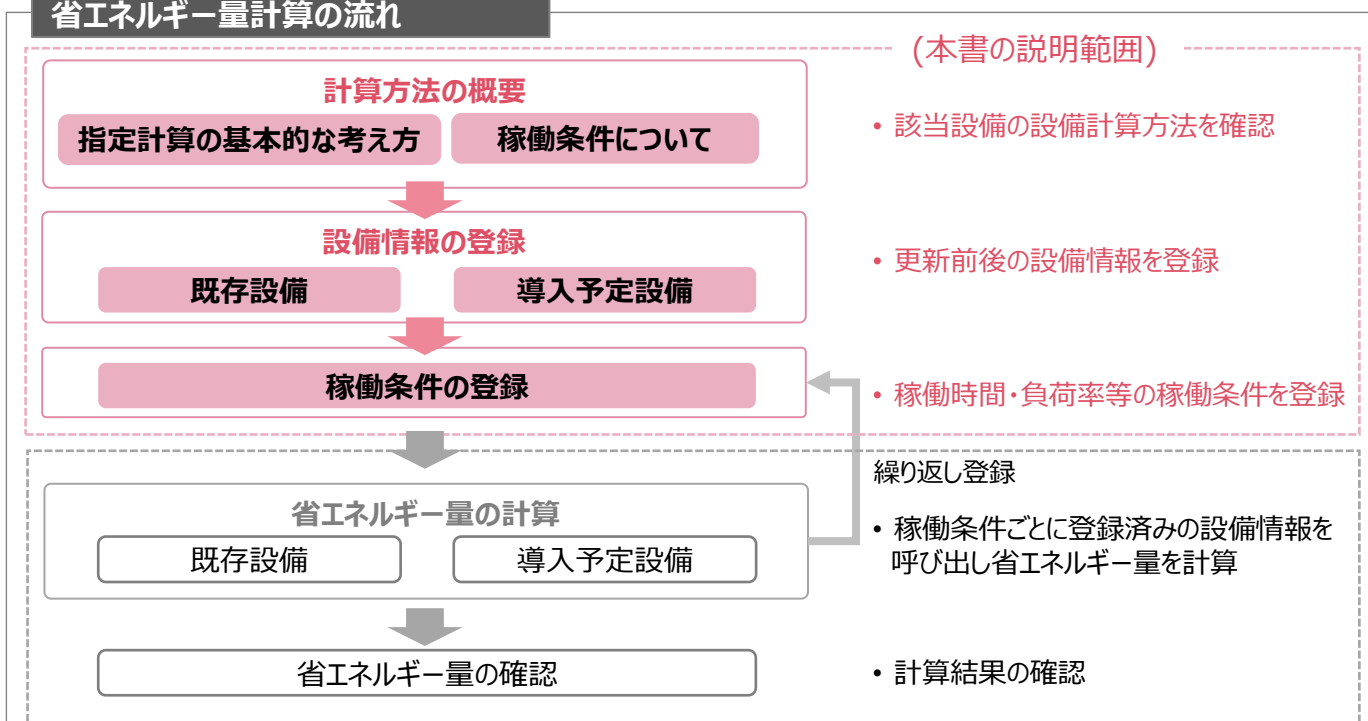 省エネルギー量計算の流れ
(本書の説明範囲)
計算方法の概要
指定計算の基本的な考え方
稼働条件について
• 該当設備の設備計算方法を確認
設備情報の登録
既存設備
導入予定設備
• 更新前後の設備情報を登録
稼働条件の登録
• 稼働時間・負荷率等の稼働条件を登録
繰り返し登録
省エネルギー量の計算
既存設備
導入予定設備
• 稼働条件ごとに登録済みの設備情報を
呼び出し省エネルギー量を計算
省エネルギー量の確認
• 計算結果の確認